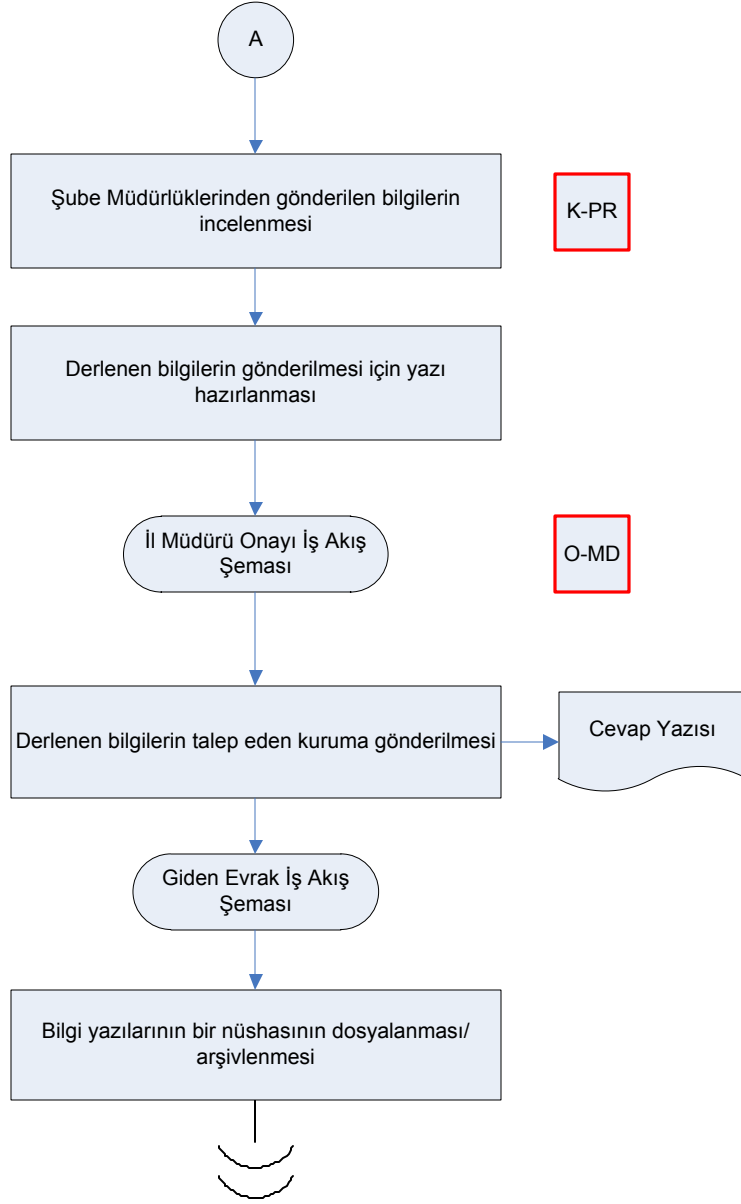 A
Şube Müdürlüklerinden gönderilen bilgilerin
incelenmesi
K-PR
Derlenen bilgilerin gönderilmesi için yazı
hazırlanması
İl Müdürü Onayı İş Akış
Şeması
O-MD
Derlenen bilgilerin talep eden kuruma gönderilmesi
Cevap Yazısı
Giden Evrak İş Akış
Şeması
Bilgi yazılarının bir nüshasının dosyalanması/
arşivlenmesi